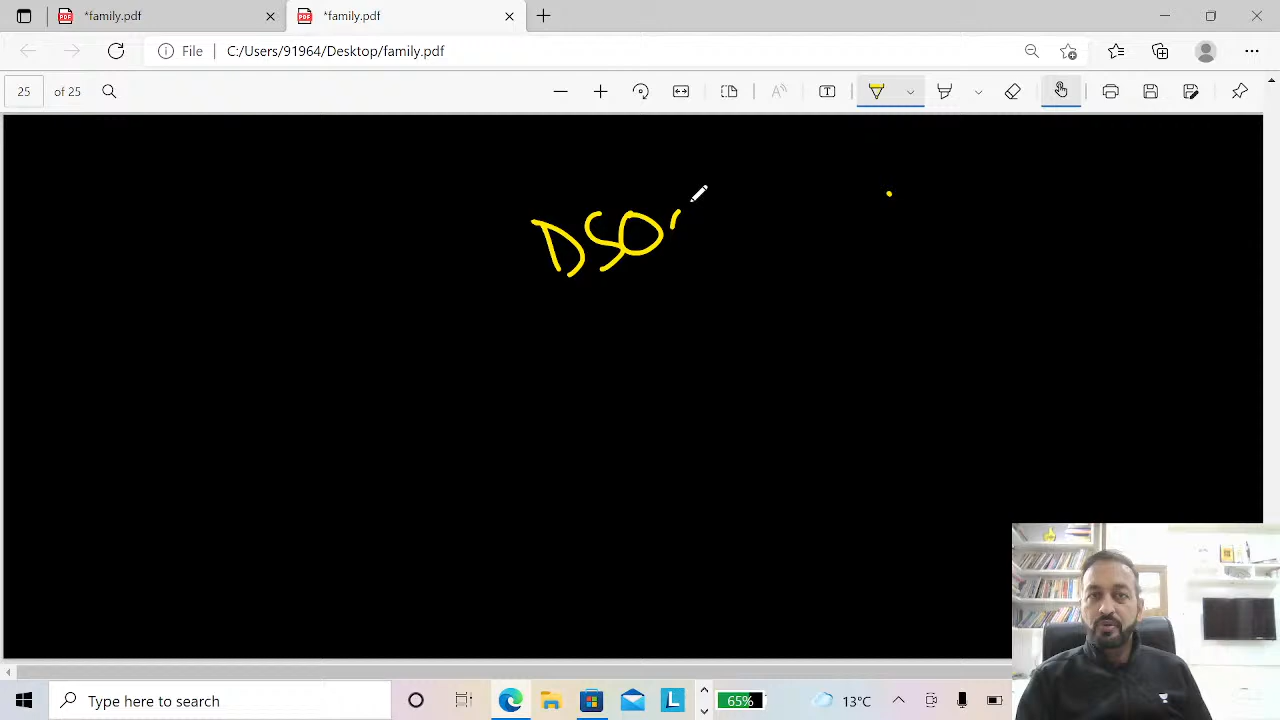 *family.pdf
*family.pdf
File C:/Users/91964/Desktop/family.pdf
25 of 25
DSO
Type here to search
L
65%
13°C